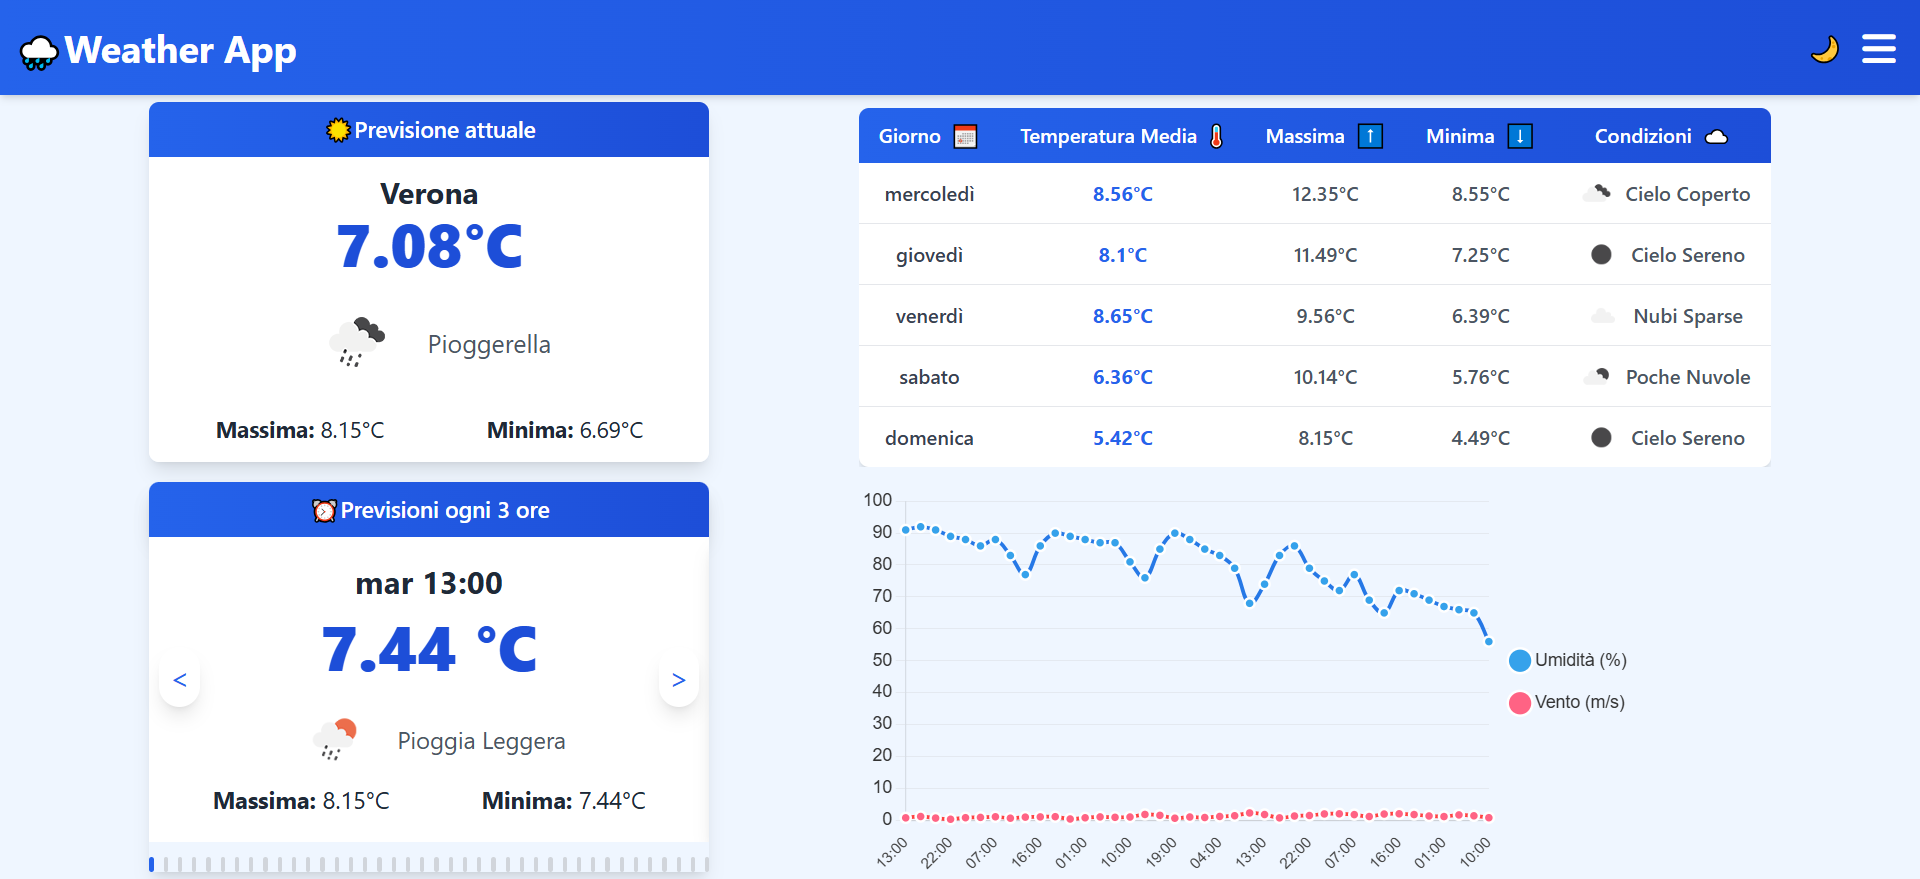 Weather App
Previsione attuale
Verona
7.08°C
Pioggerella
Massima: 8.15°C Minima: 6.69°C
Previsioni ogni 3 ore
mar 13:00
7.44 °C
< >
Pioggia Leggera
Massima: 8.15°C Minima: 7.44°C
Giorno Temperatura Media Massima Minima Condizioni
mercoledì 8.56°C 12.35°C 8.55°C Cielo Coperto
giovedì 8.1°C 11.49°C 7.25°C Cielo Sereno
venerdì 8.65°C 9.56°C 6.39°C Nubi Sparse
sabato 6.36°C 10.14°C 5.76°C Poche Nuvole
domenica 5.42°C 8.15°C 4.49°C Cielo Sereno
100
90
80
70
60
50
40
30
20
10
0
13:00 22:00 07:00 16:00 01:00 10:00 19:00 04:00 13:00 22:00 07:00 16:00 01:00 10:00
Umidità (%)
Vento (m/s)